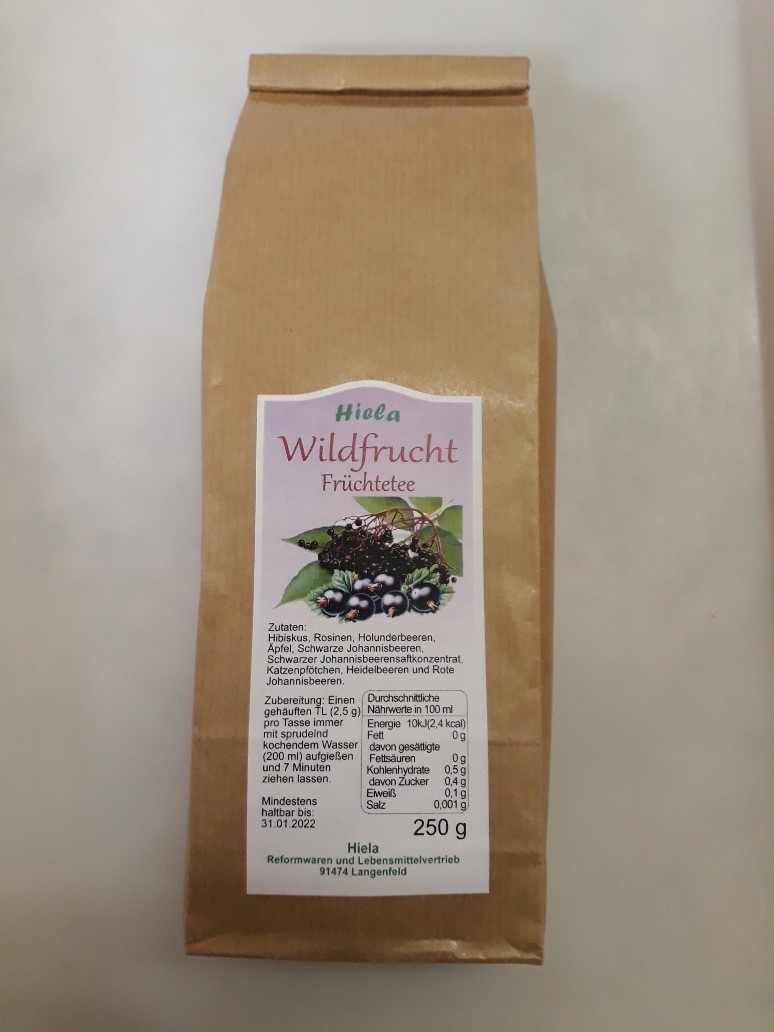 Hiela
Wildfrucht
Früchtetee
Zutaten:
Hibiskus, Rosinen, Holunderbeeren,
Äpfel, Schwarze Johannisbeeren,
Schwarzer Johannisbeerensaftkonzentrat,
Katzenpfötchen, Heidelbeeren und Rote
Johannisbeeren.
Zubereitung: Einen
gehäuften TL (2,5 g)
pro Tasse immer
mit sprudelnd
kochendem Wasser
(200 ml) aufgießen
und 7 Minuten
ziehen lassen.
Mindestens
haltbar bis:
31.01.2022
Durchschnittliche
Nährwerte in 100 ml
Energie 10kJ(2,4 kcal)
Fett 0 g
davon gesättigte
Fettsäuren 0 g
Kohlenhydrate 0,5 g
davon Zucker 0,4 g
Eiweiß 0,1 g
Salz 0,001 g
250 g
Hiela
Reformwaren und Lebensmittelvertrieb
91474 Langenfeld